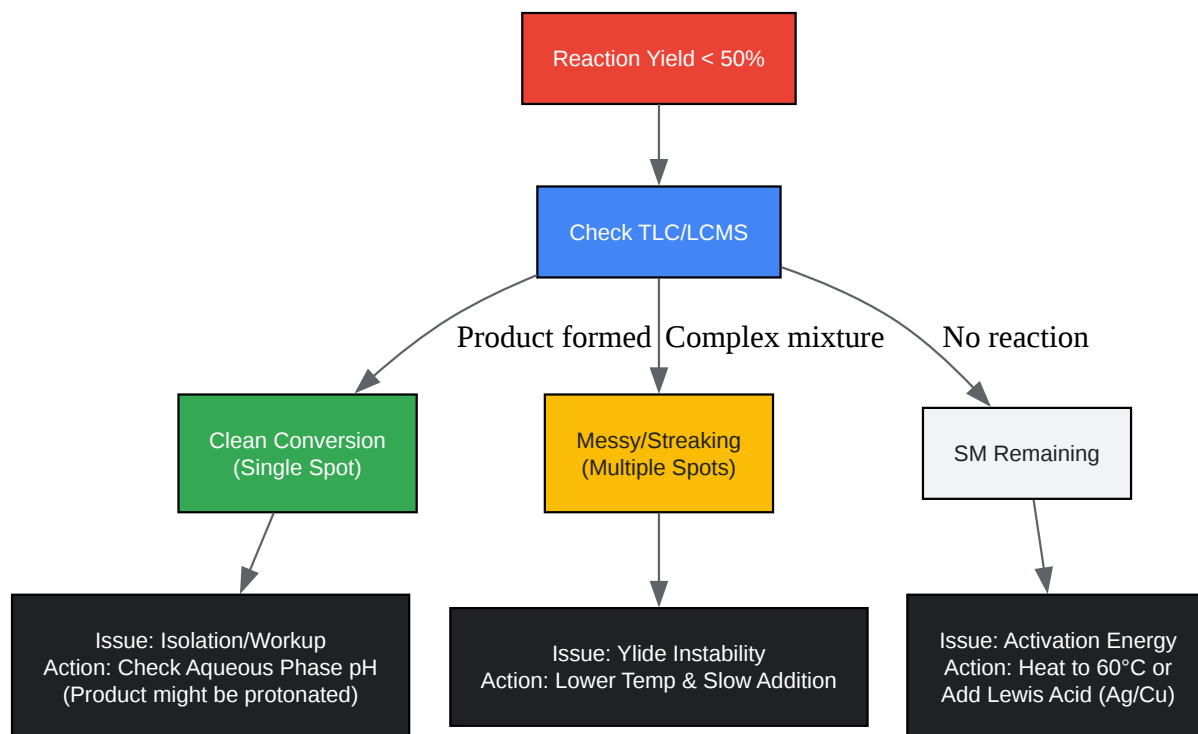 Reaction Yield < 50%
Check TLC/LCMS
Product formed
Complex mixture
No reaction
Clean Conversion
(Single Spot)
Messy/Streaking
(Multiple Spots)
SM Remaining
Issue: Isolation/Workup
Action: Check Aqueous Phase pH
(Product might be protonated)
Issue: Ylide Instability
Action: Lower Temp & Slow Addition
Issue: Activation Energy
Action: Heat to 60°C or
Add Lewis Acid (Ag/Cu)